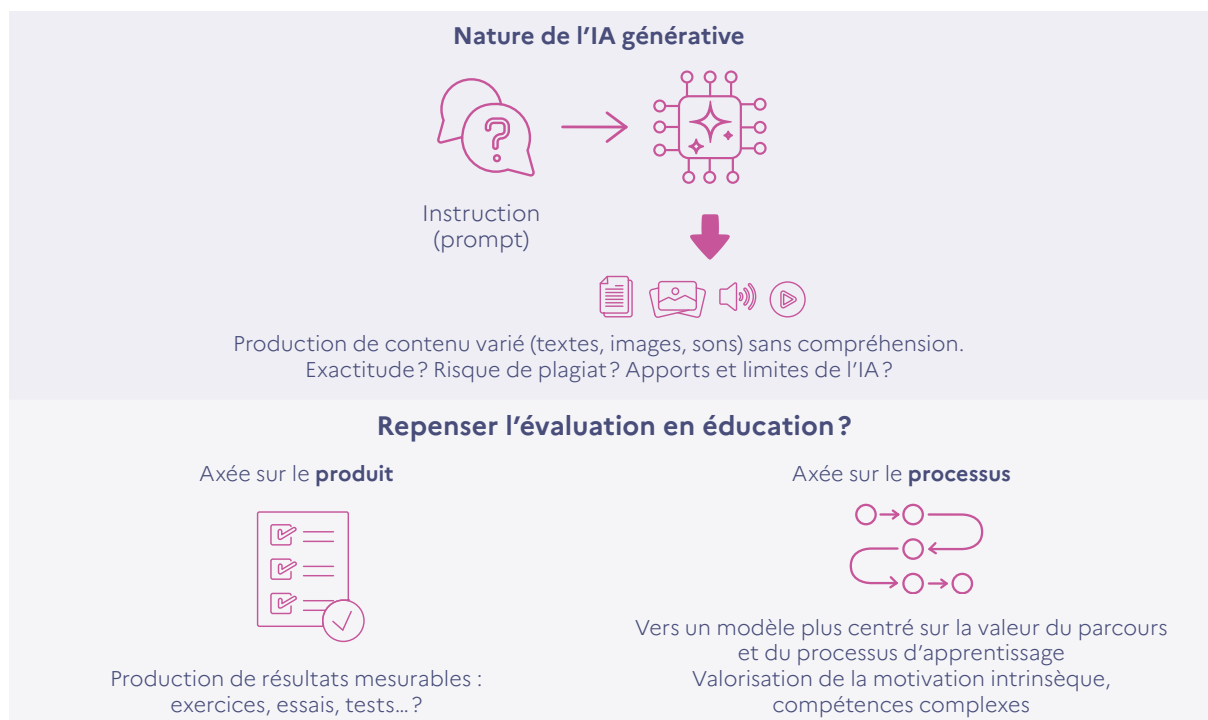 Nature de l’IA générative
Instruction
(prompt)
Production de contenu varié (textes, images, sons) sans compréhension.
Exactitude ? Risque de plagiat ? Apports et limites de l’IA ?
Repenser l’évaluation en éducation ?
Axée sur le produit
Production de résultats mesurables :
exercices, essais, tests… ?
Axée sur le processus
Vers un modèle plus centré sur la valeur du parcours
et du processus d’apprentissage
Valorisation de la motivation intrinsèque,
compétences complexes